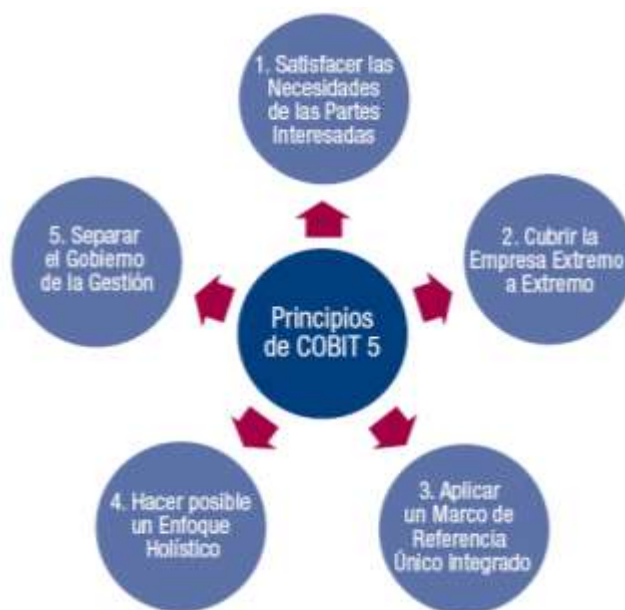 1. Satisfacer las
Necesidades
de las Partes
Interesadas
2. Cubrir la
Empresa Extremo
a Extremo
3. Aplicar
un Marco de
Referencia
Único Integrado
4. Hacer posible
un Enfoque
Holístico
5. Separar
el Gobierno
de la Gestión
Principios
de COBIT 5